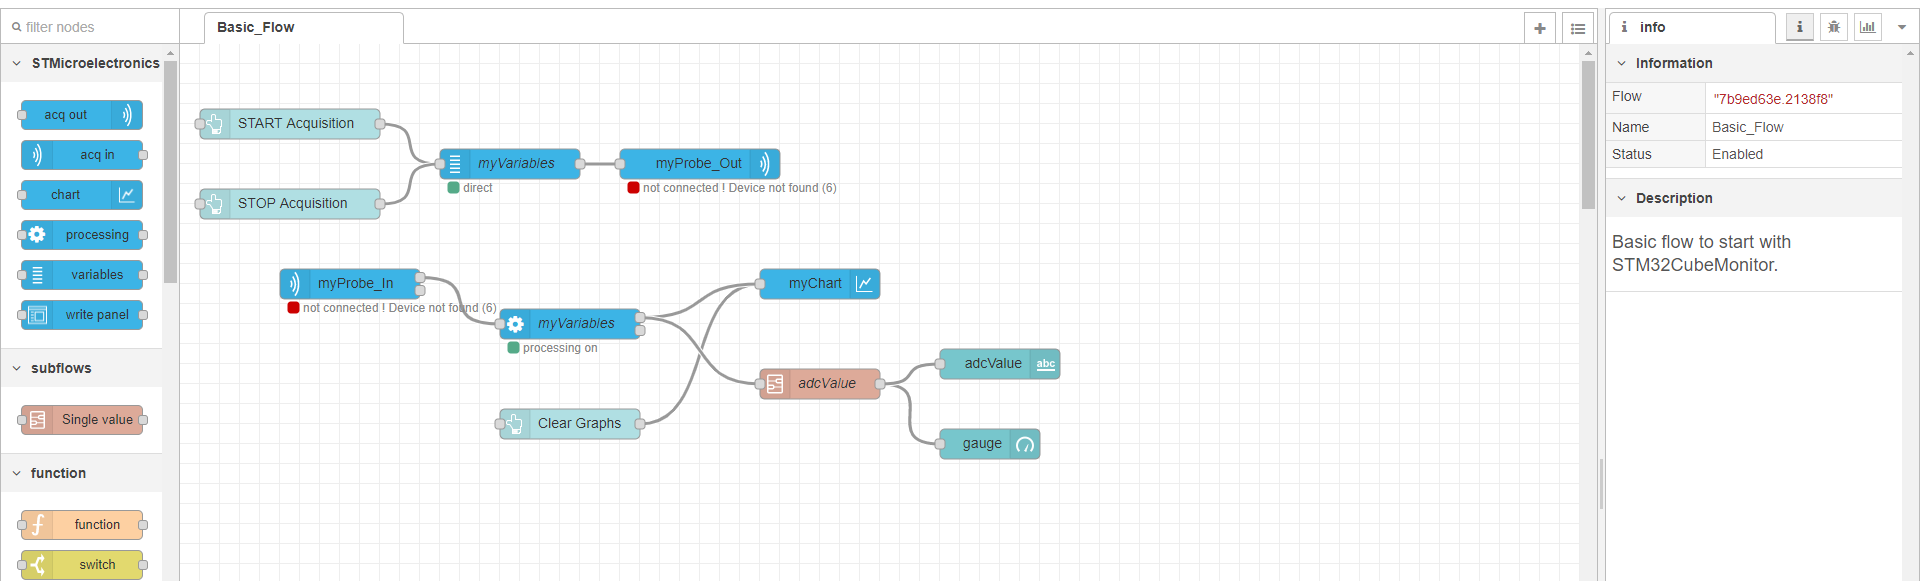 filter nodes
STMicroelectronics
acq out
acq in
chart
processing
variables
write panel
subflows
Single value
function
function
switch
Basic_Flow
START Acquisition
STOP Acquisition
myVariables
direct
myProbe_Out
not connected ! Device not found (6)
myProbe_In
not connected ! Device not found (6)
myVariables
processing on
Clear Graphs
myChart
adcValue
adcValue
abc
gauge
info
Information
Flow "7b9ed63e.2138f8"
Name Basic_Flow
Status Enabled
Description
Basic flow to start with
STM32CubeMonitor.